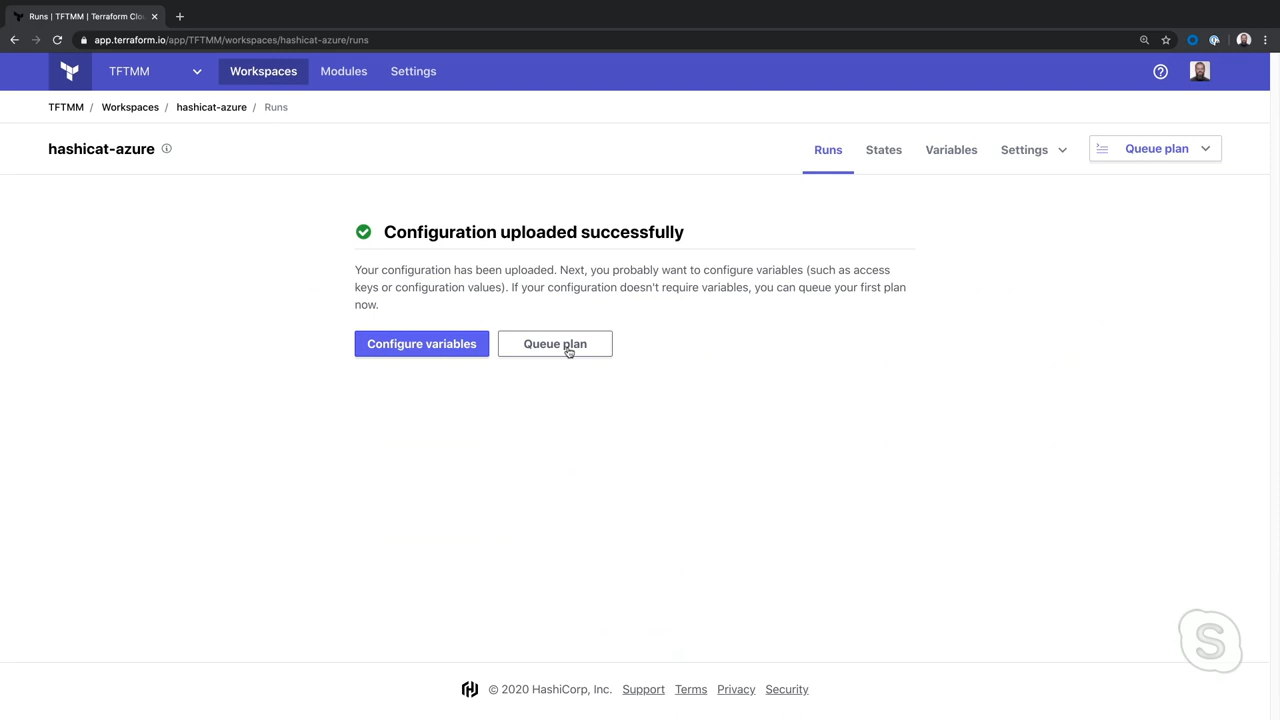 Runs | TFTMM | Terraform Clou
app.terraform.io/app/TFTMM/workspaces/hashicat-azure/runs
TFTMM Workspaces Modules Settings
TFTMM / Workspaces / hashicat-azure / Runs
hashicat-azure Runs States Variables Settings Queue plan
Configuration uploaded successfully
Your configuration has been uploaded. Next, you probably want to configure variables (such as access
keys or configuration values). If your configuration doesn't require variables, you can queue your first plan
now.
Configure variables Queue plan
S
© 2020 HashiCorp, Inc. Support Terms Privacy Security